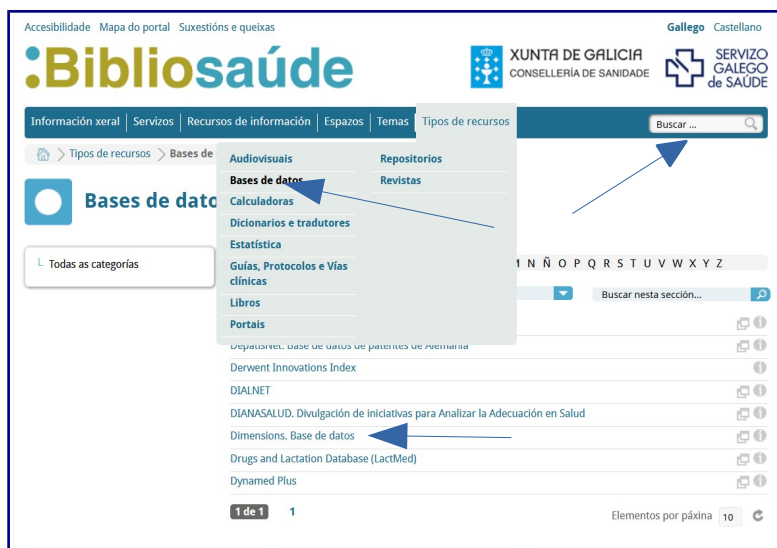 Accesibilidade Mapa do portal Suxestións e queixas
Gallego Castellano
Bibliosaúde
XUNTA DE GALICIA
CONSELLERÍA DE SANIDADE
SERVIZO
GALEGO
de SAÚDE
Información xeral Servizos Recursos de información Espazos Temas Tipos de recursos
Buscar ...
Tipos de recursos Bases de
Audiovisuais
Repositorios
Bases de datos
Revistas
Calculadoras
Dicionarios e tradutores
Estatística
Guías, Protocolos e Vías
clínicas
Libros
Portais
Bases de dato
Todas as categorías
N Ñ O P Q R S T U V W X Y Z
Buscar nesta sección...
DepatisNet. Base de datos de patentes de Alemania
Derwent Innovations Index
DIALNET
DIANASALUD. Divulgación de iniciativas para Analizar la Adecuación en Salud
Dimensions. Base de datos
Drugs and Lactation Database (LactMed)
Dynamed Plus
1 de 1 1
Elementos por páxina 10